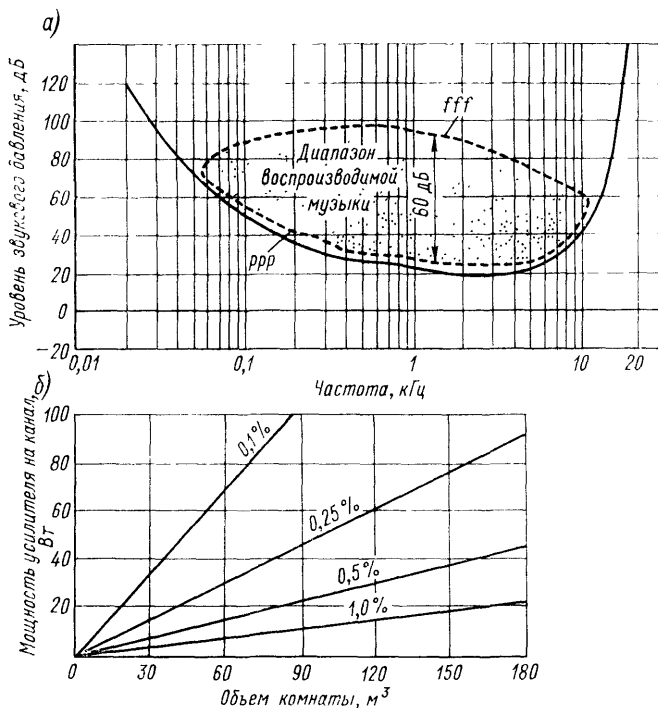 а)
Уровень звукового давления, дБ
120
100
80
60
40
20
0
−20
fff
Диапазон
воспроизводимой
музыки
60 дБ
ppp
0,01
0,1
1
10
20
Частота, кГц
б)
Мощность усилителя на канал,
Вт
100
80
60
40
20
0,1%
0,25%
0,5%
1,0%
0
30
60
90
120
150
180
Объем комнаты, м³